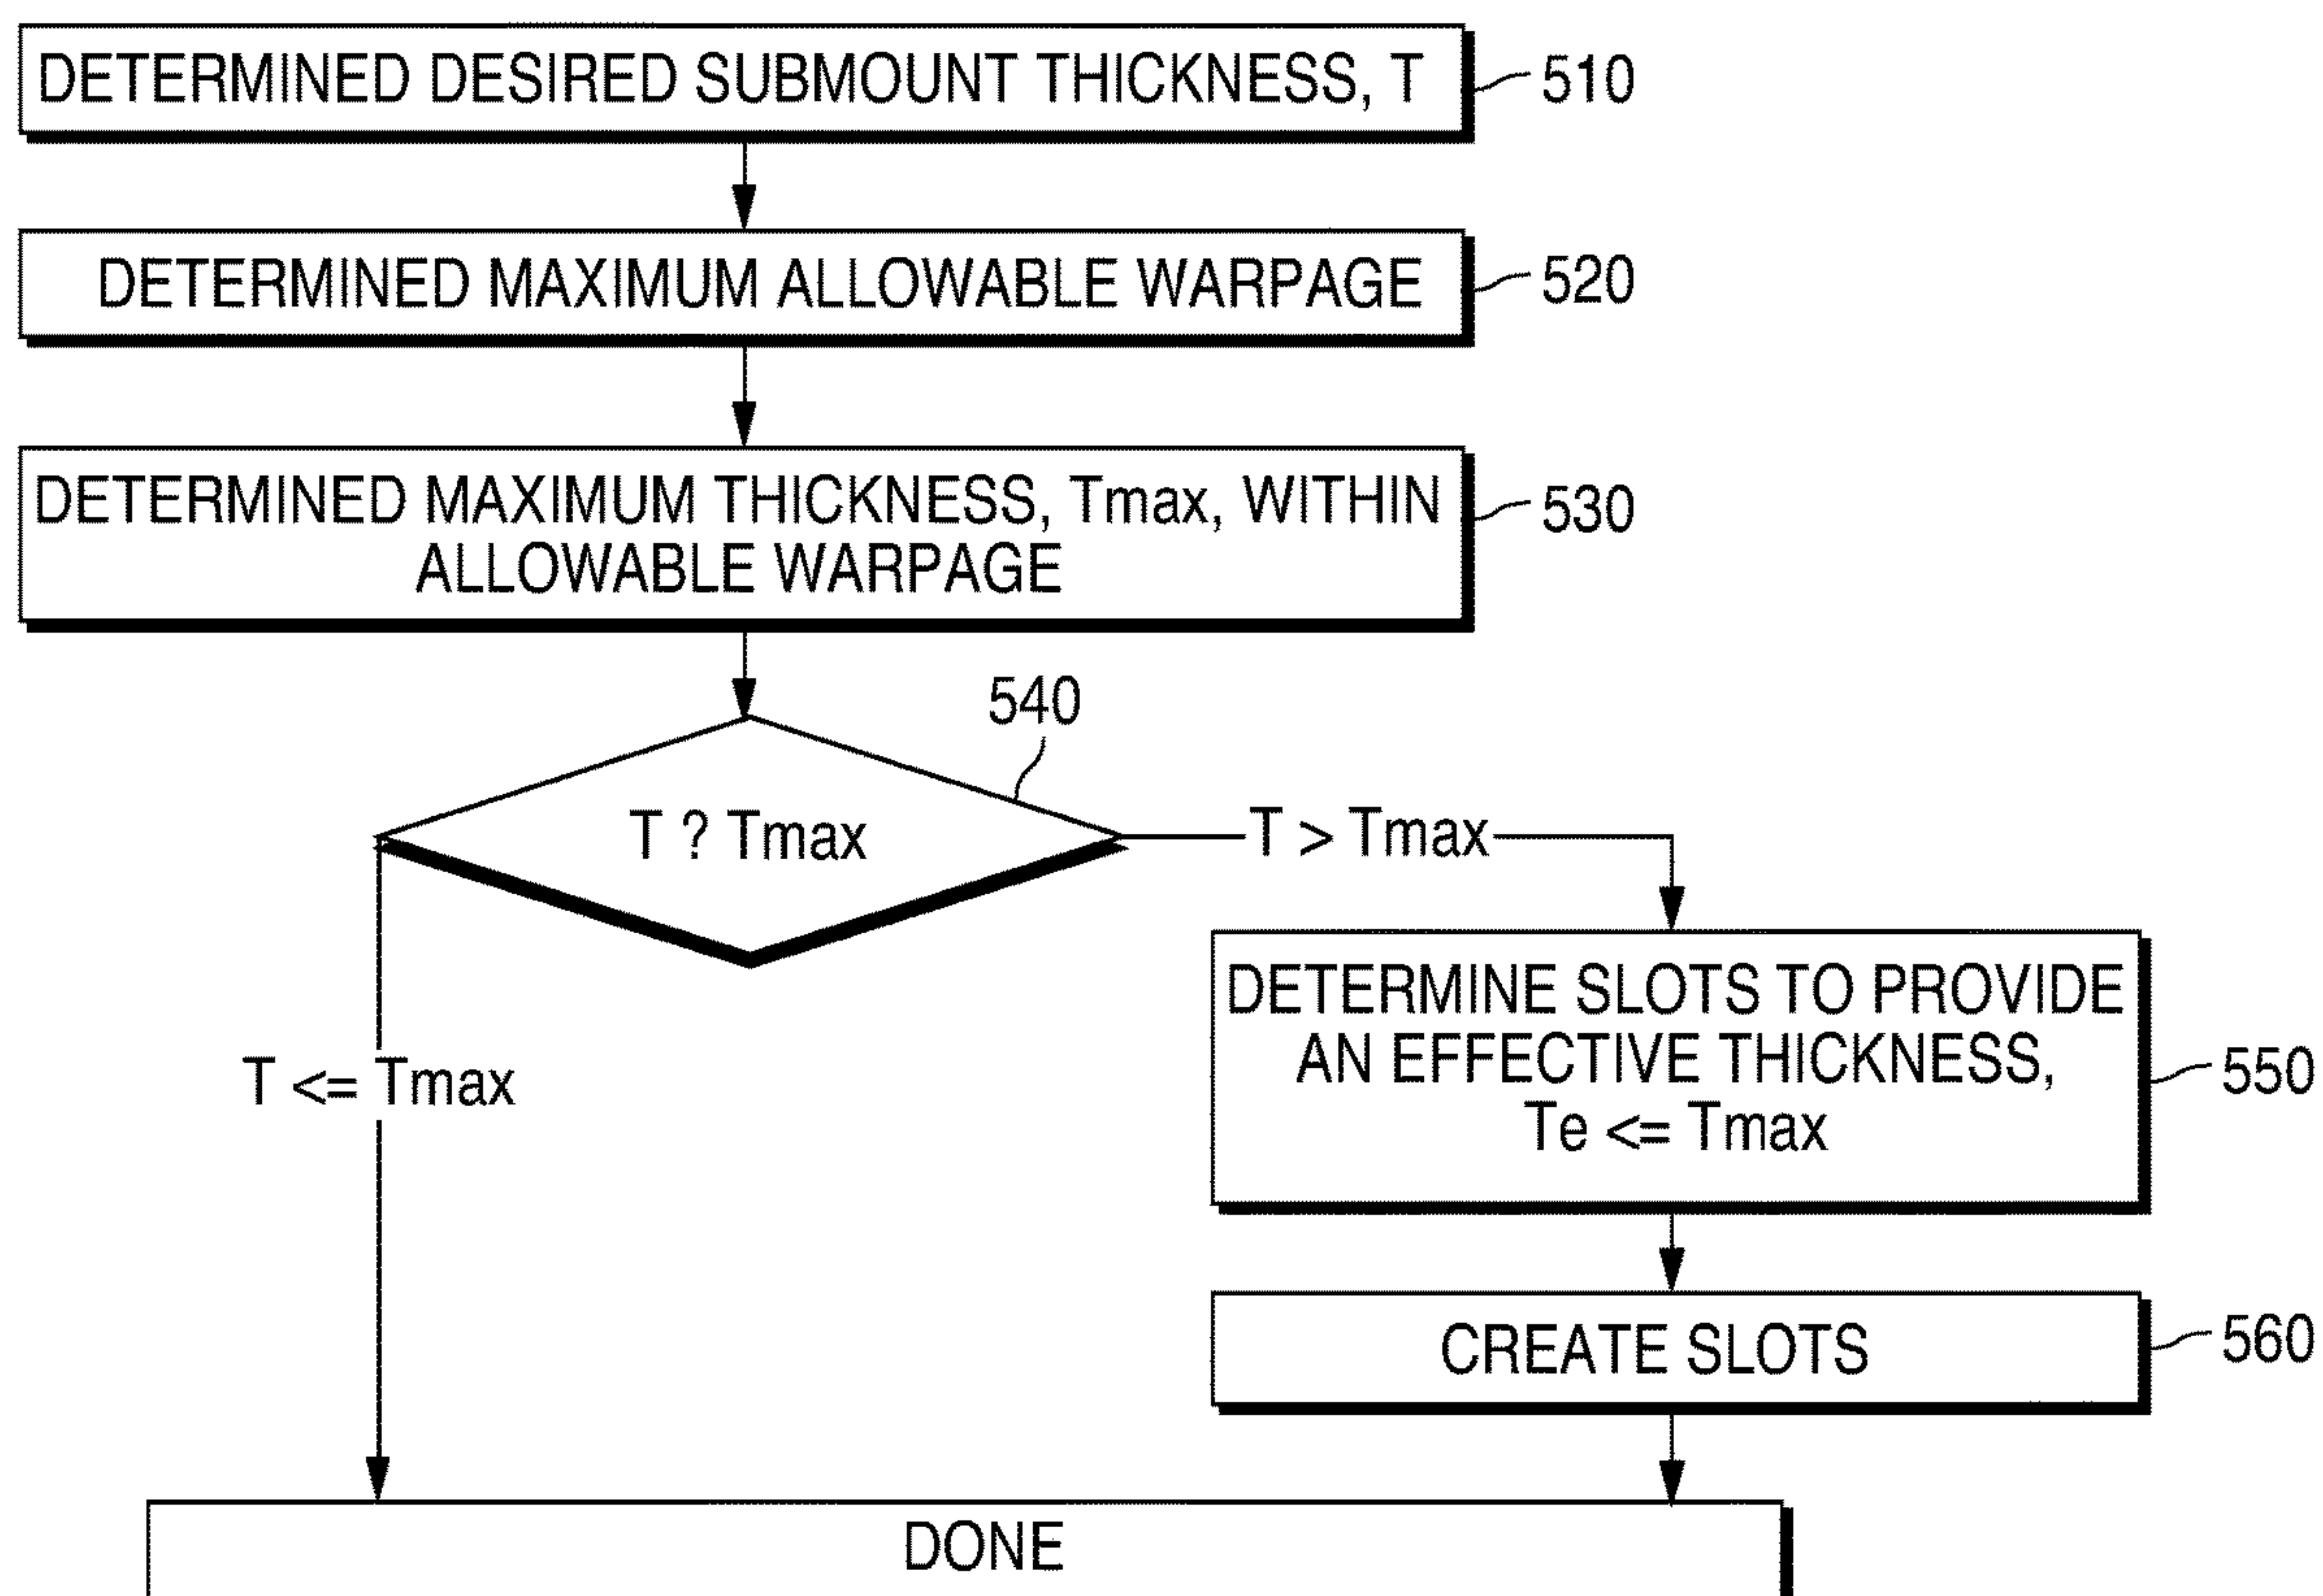 DETERMINED DESIRED SUBMOUNT THICKNESS, T
510
DETERMINED MAXIMUM ALLOWABLE WARPAGE
520
DETERMINED MAXIMUM THICKNESS, Tmax, WITHIN
ALLOWABLE WARPAGE
530
540
T ? Tmax
T > Tmax
T <= Tmax
DETERMINE SLOTS TO PROVIDE
AN EFFECTIVE THICKNESS,
Te <= Tmax
550
CREATE SLOTS
560
DONE